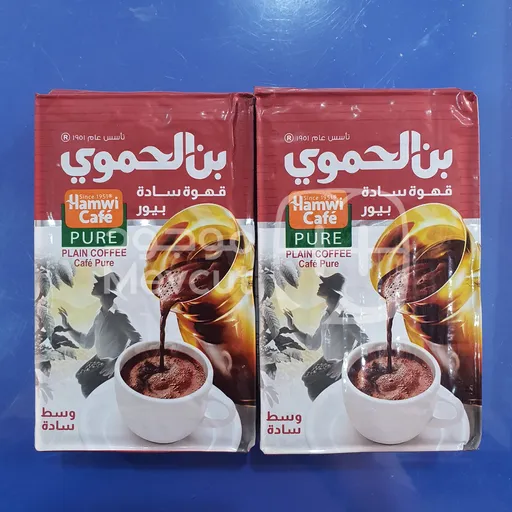 تأسس عام ١٩٥١ ®
بن الحموي
قهوة سادة
بيور
Since 1951®
Hamwi
Café
PURE
PLAIN COFFEE
Café Pure
وسط
سادة
تأسس عام ١٩٥١ ®
بن الحموي
قهوة سادة
بيور
Since 1951®
Hamwi
Café
PURE
PLAIN COFFEE
Café Pure
وسط
سادة
موجود